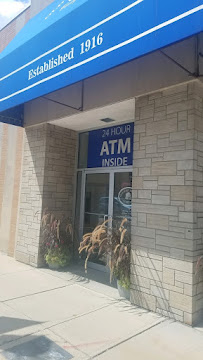 Established 1916
24 HOUR
ATM
INSIDE